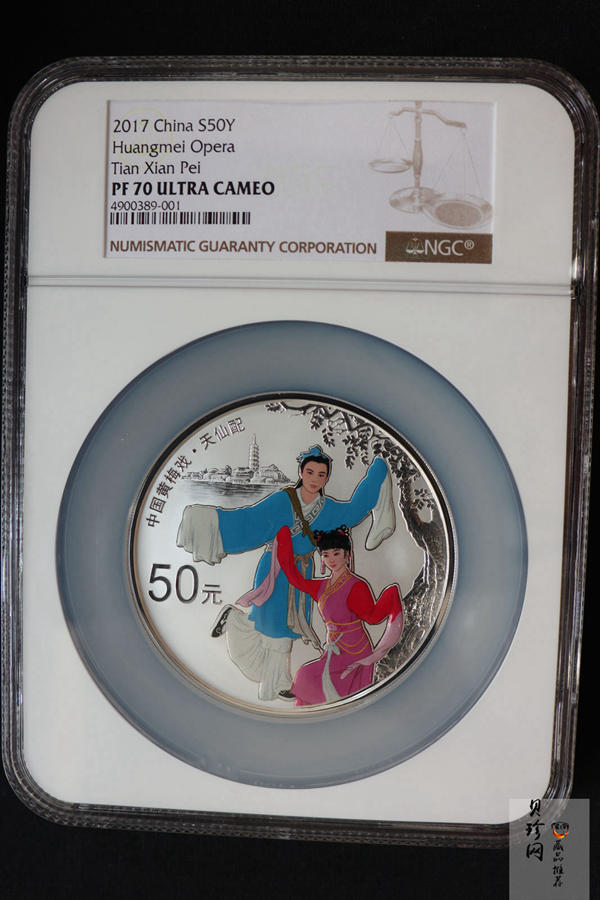 2017 China S50Y
Huangmei Opera
Tian Xian Pei
PF 70 ULTRA CAMEO
4900389-001
NUMISMATIC GUARANTY CORPORATION
NGC®
中国黄梅戏·天仙配
50元
贝珍网
藏品推荐